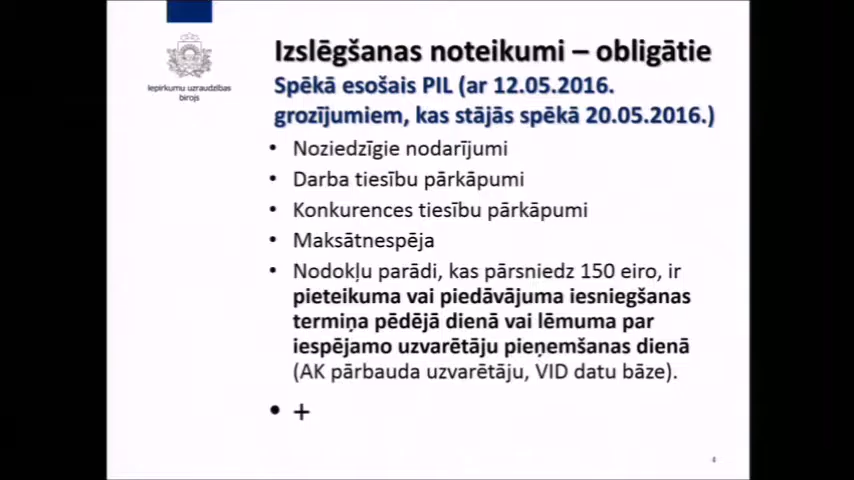 Iepirkumu uzraudzības
birojs
Izslēgšanas noteikumi – obligātie
Spēkā esošais PIL (ar 12.05.2016.
grozījumiem, kas stājās spēkā 20.05.2016.)
• Noziedzīgie nodarījumi
• Darba tiesību pārkāpumi
• Konkurences tiesību pārkāpumi
• Maksātnespēja
• Nodokļu parādi, kas pārsniedz 150 eiro, ir
pieteikuma vai piedāvājuma iesniegšanas
termiņa pēdējā dienā vai lēmuma par
iespējamo uzvarētāju pieņemšanas dienā
(AK pārbauda uzvarētāju, VID datu bāze).
• +
4